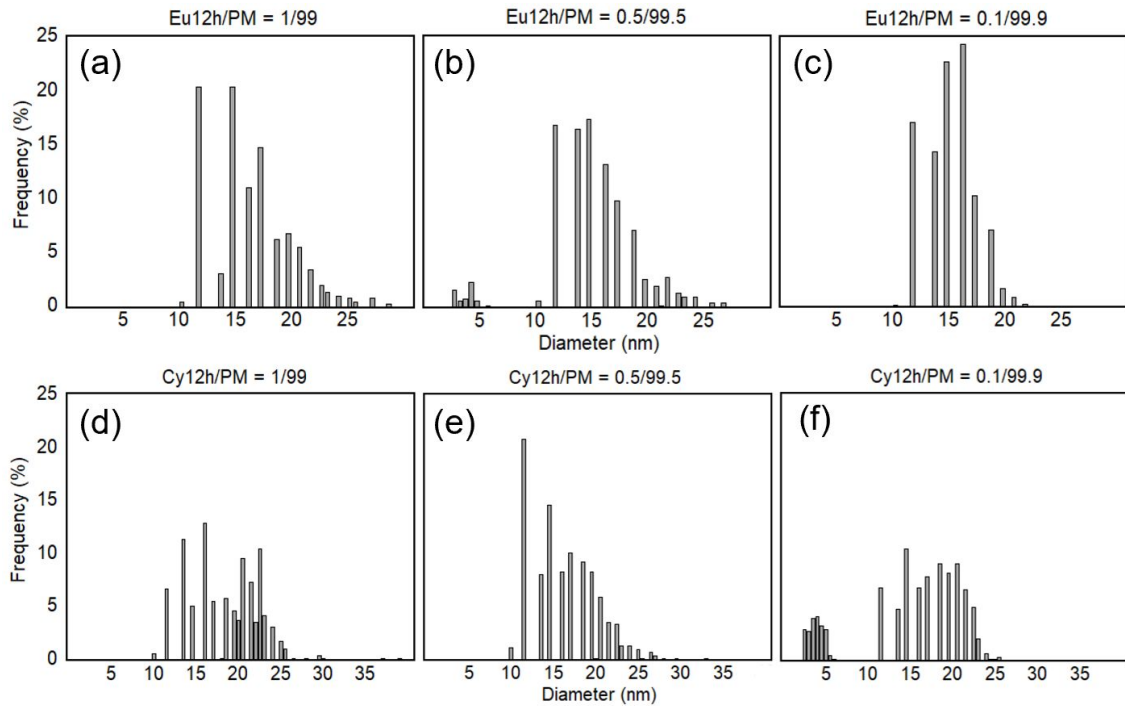 Eu12h/PM = 1/99
Eu12h/PM = 0.5/99.5
Eu12h/PM = 0.1/99.9
(a)
(b)
(c)
Frequency (%)
25
20
15
10
5
0
5 10 15 20 25
5 10 15 20 25
5 10 15 20 25
Diameter (nm)
Cy12h/PM = 1/99
Cy12h/PM = 0.5/99.5
Cy12h/PM = 0.1/99.9
(d)
(e)
(f)
Frequency (%)
25
20
15
10
5
0
5 10 15 20 25 30 35
5 10 15 20 25 30 35
5 10 15 20 25 30 35
Diameter (nm)